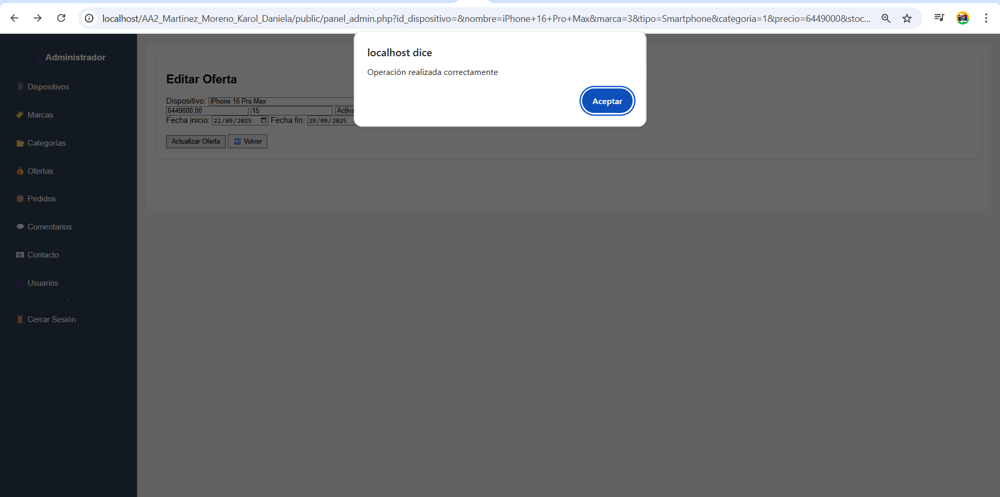 localhost/AA2_Martinez_Moreno_Karol_Daniela/public/panel_admin.php?id_dispositivo=&nombre=iPhone+16+Pro+Max&marca=3&tipo=Smartphone&categoria=1&precio=6449000&stoc...
localhost dice
Operación realizada correctamente
Aceptar
Administrador
Dispositivos
Marcas
Categorías
Ofertas
Pedidos
Comentarios
Contacto
Usuarios
.
Cerrar Sesión
Editar Oferta
Dispositivo: iPhone 16 Pro Max
6449000,00 15 Activa
Fecha inicio: 22/09/2025 Fecha fin: 29/09/2025
Actualizar Oferta Volver